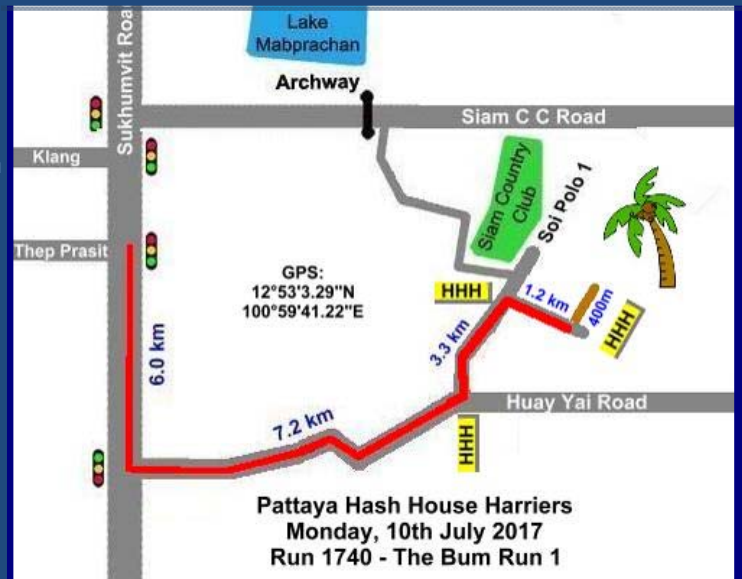 Lake
Mabprachan
Sukhumvit Road
Archway
Siam C C Road
Klang
Siam Country
Club
Soi Polo 1
Thep Prasit
GPS:
12°53'3.29"N
100°59'41.22"E
HHH
1.2 km
400m
HHH
3.3 km
6.0 km
Huay Yai Road
7.2 km
HHH
Pattaya Hash House Harriers
Monday, 10th July 2017
Run 1740 - The Bum Run 1